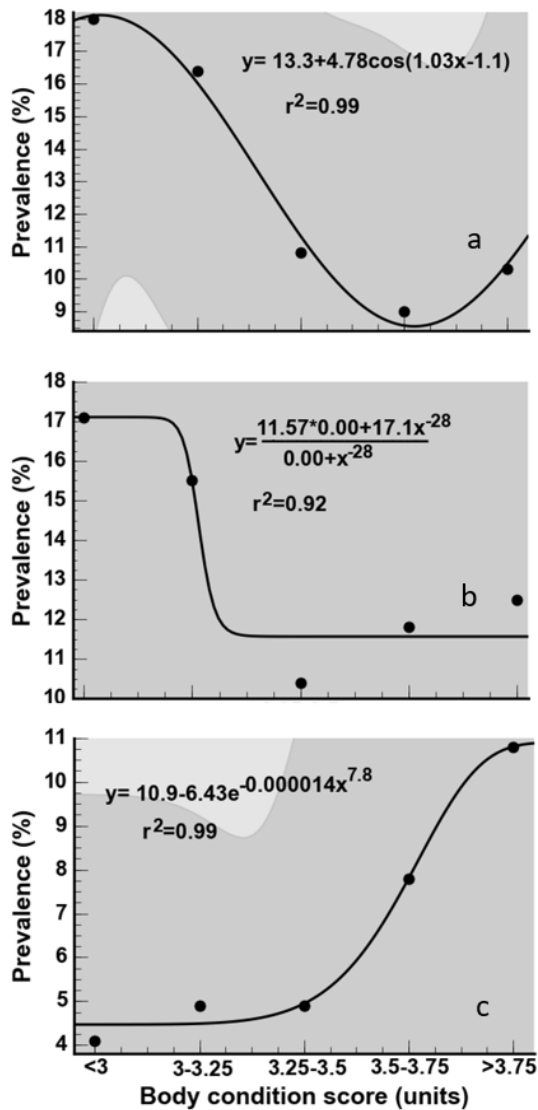 18
17
16
15
14
13
12
11
10
9
Prevalence (%)
y= 13.3+4.78cos(1.03x-1.1)
r²=0.99
a
18
17
16
15
14
13
12
11
10
Prevalence (%)
y= 11.57*0.00+17.1x⁻²⁸
0.00+x⁻²⁸
r²=0.92
b
11
10
9
8
7
6
5
4
Prevalence (%)
y= 10.9-6.43e^-0.000014x^7.8
r²=0.99
c
<3 3-3.25 3.25-3.5 3.5-3.75 >3.75
Body condition score (units)